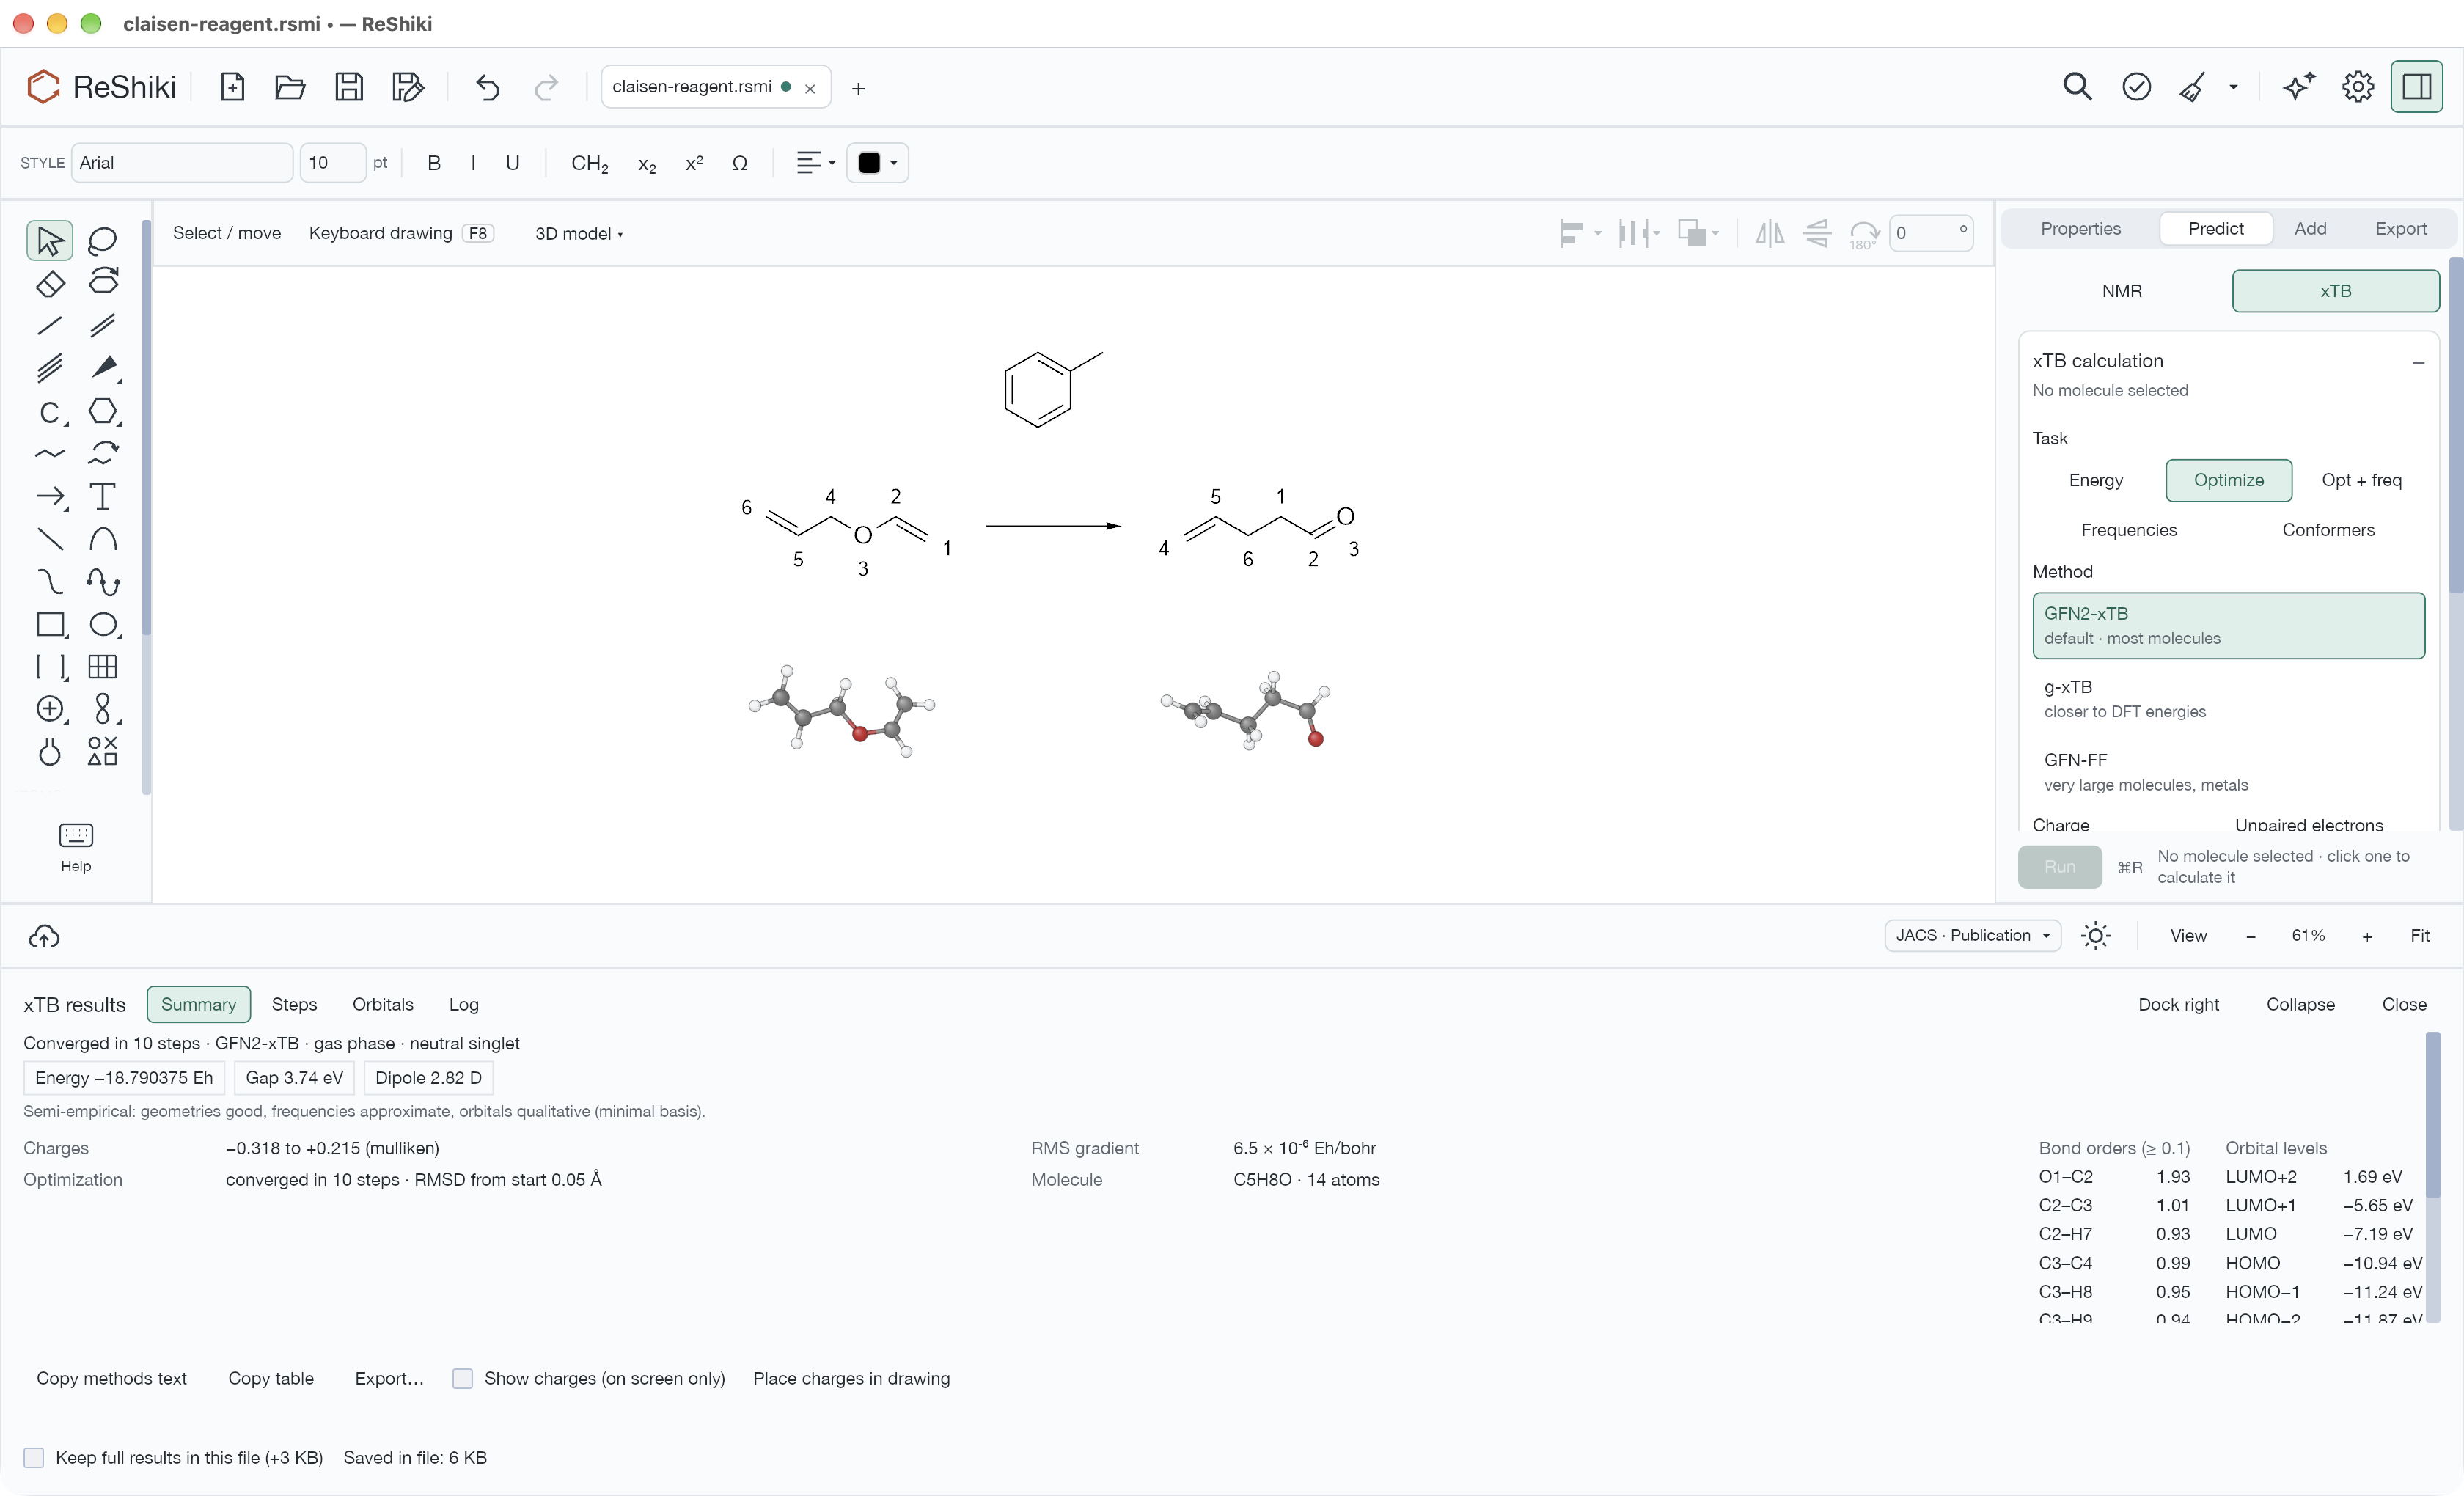 claisen-reagent.rsmi • — ReShiki
ReShiki
claisen-reagent.rsmi ● ×
+
STYLE Arial 10 pt B I U CH₂ x₂ x² Ω
Select / move Keyboard drawing F8 3D model
180° 0 °
Properties Predict Add Export
NMR xTB
xTB calculation –
No molecule selected
Task
Energy Optimize Opt + freq
Frequencies Conformers
Method
GFN2-xTB
default · most molecules
g-xTB
closer to DFT energies
GFN-FF
very large molecules, metals
Charge Unpaired electrons
Run ⌘R No molecule selected · click one to
calculate it
C
T
[ ]
Help
6 4 2
O
5 3 1
5 1
O
4 6 2 3
JACS · Publication View – 61% + Fit
xTB results Summary Steps Orbitals Log Dock right Collapse Close
Converged in 10 steps · GFN2-xTB · gas phase · neutral singlet
Energy −18.790375 Eh Gap 3.74 eV Dipole 2.82 D
Semi-empirical: geometries good, frequencies approximate, orbitals qualitative (minimal basis).
Charges −0.318 to +0.215 (mulliken)
Optimization converged in 10 steps · RMSD from start 0.05 Å
RMS gradient 6.5 × 10⁻⁶ Eh/bohr
Molecule C5H8O · 14 atoms
Bond orders (≥ 0.1) Orbital levels
O1–C2 1.93 LUMO+2 1.69 eV
C2–C3 1.01 LUMO+1 −5.65 eV
C2–H7 0.93 LUMO −7.19 eV
C3–C4 0.99 HOMO −10.94 eV
C3–H8 0.95 HOMO−1 −11.24 eV
C3–H9 0.94 HOMO−2 −11.87 eV
Copy methods text Copy table Export… Show charges (on screen only) Place charges in drawing
Keep full results in this file (+3 KB) Saved in file: 6 KB